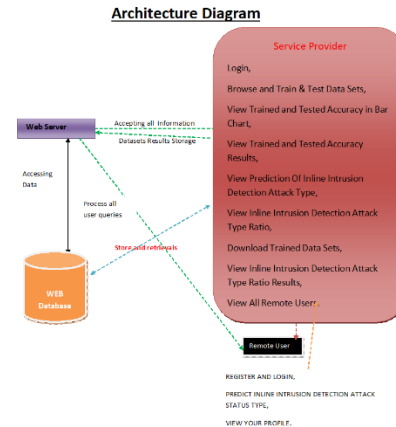 Architecture Diagram
Service Provider
Login,
Browse and Train & Test Data Sets,
View Trained and Tested Accuracy in Bar
Chart,
View Trained and Tested Accuracy
Results,
View Prediction Of Inline Intrusion
Detection Attack Type,
View Inline Intrusion Detection Attack
Type Ratio,
Download Trained Data Sets,
View Inline Intrusion Detection Attack
Type Ratio Results,
View All Remote Users,
Web Server
Accepting all Information
Datasets Results Storage
Accessing
Data
Process all
user queries
Store and retrievals
WEB
Database
Remote User
REGISTER AND LOGIN,
PREDICT INLINE INTRUSION DETECTION ATTACK
STATUS TYPE,
VIEW YOUR PROFILE.